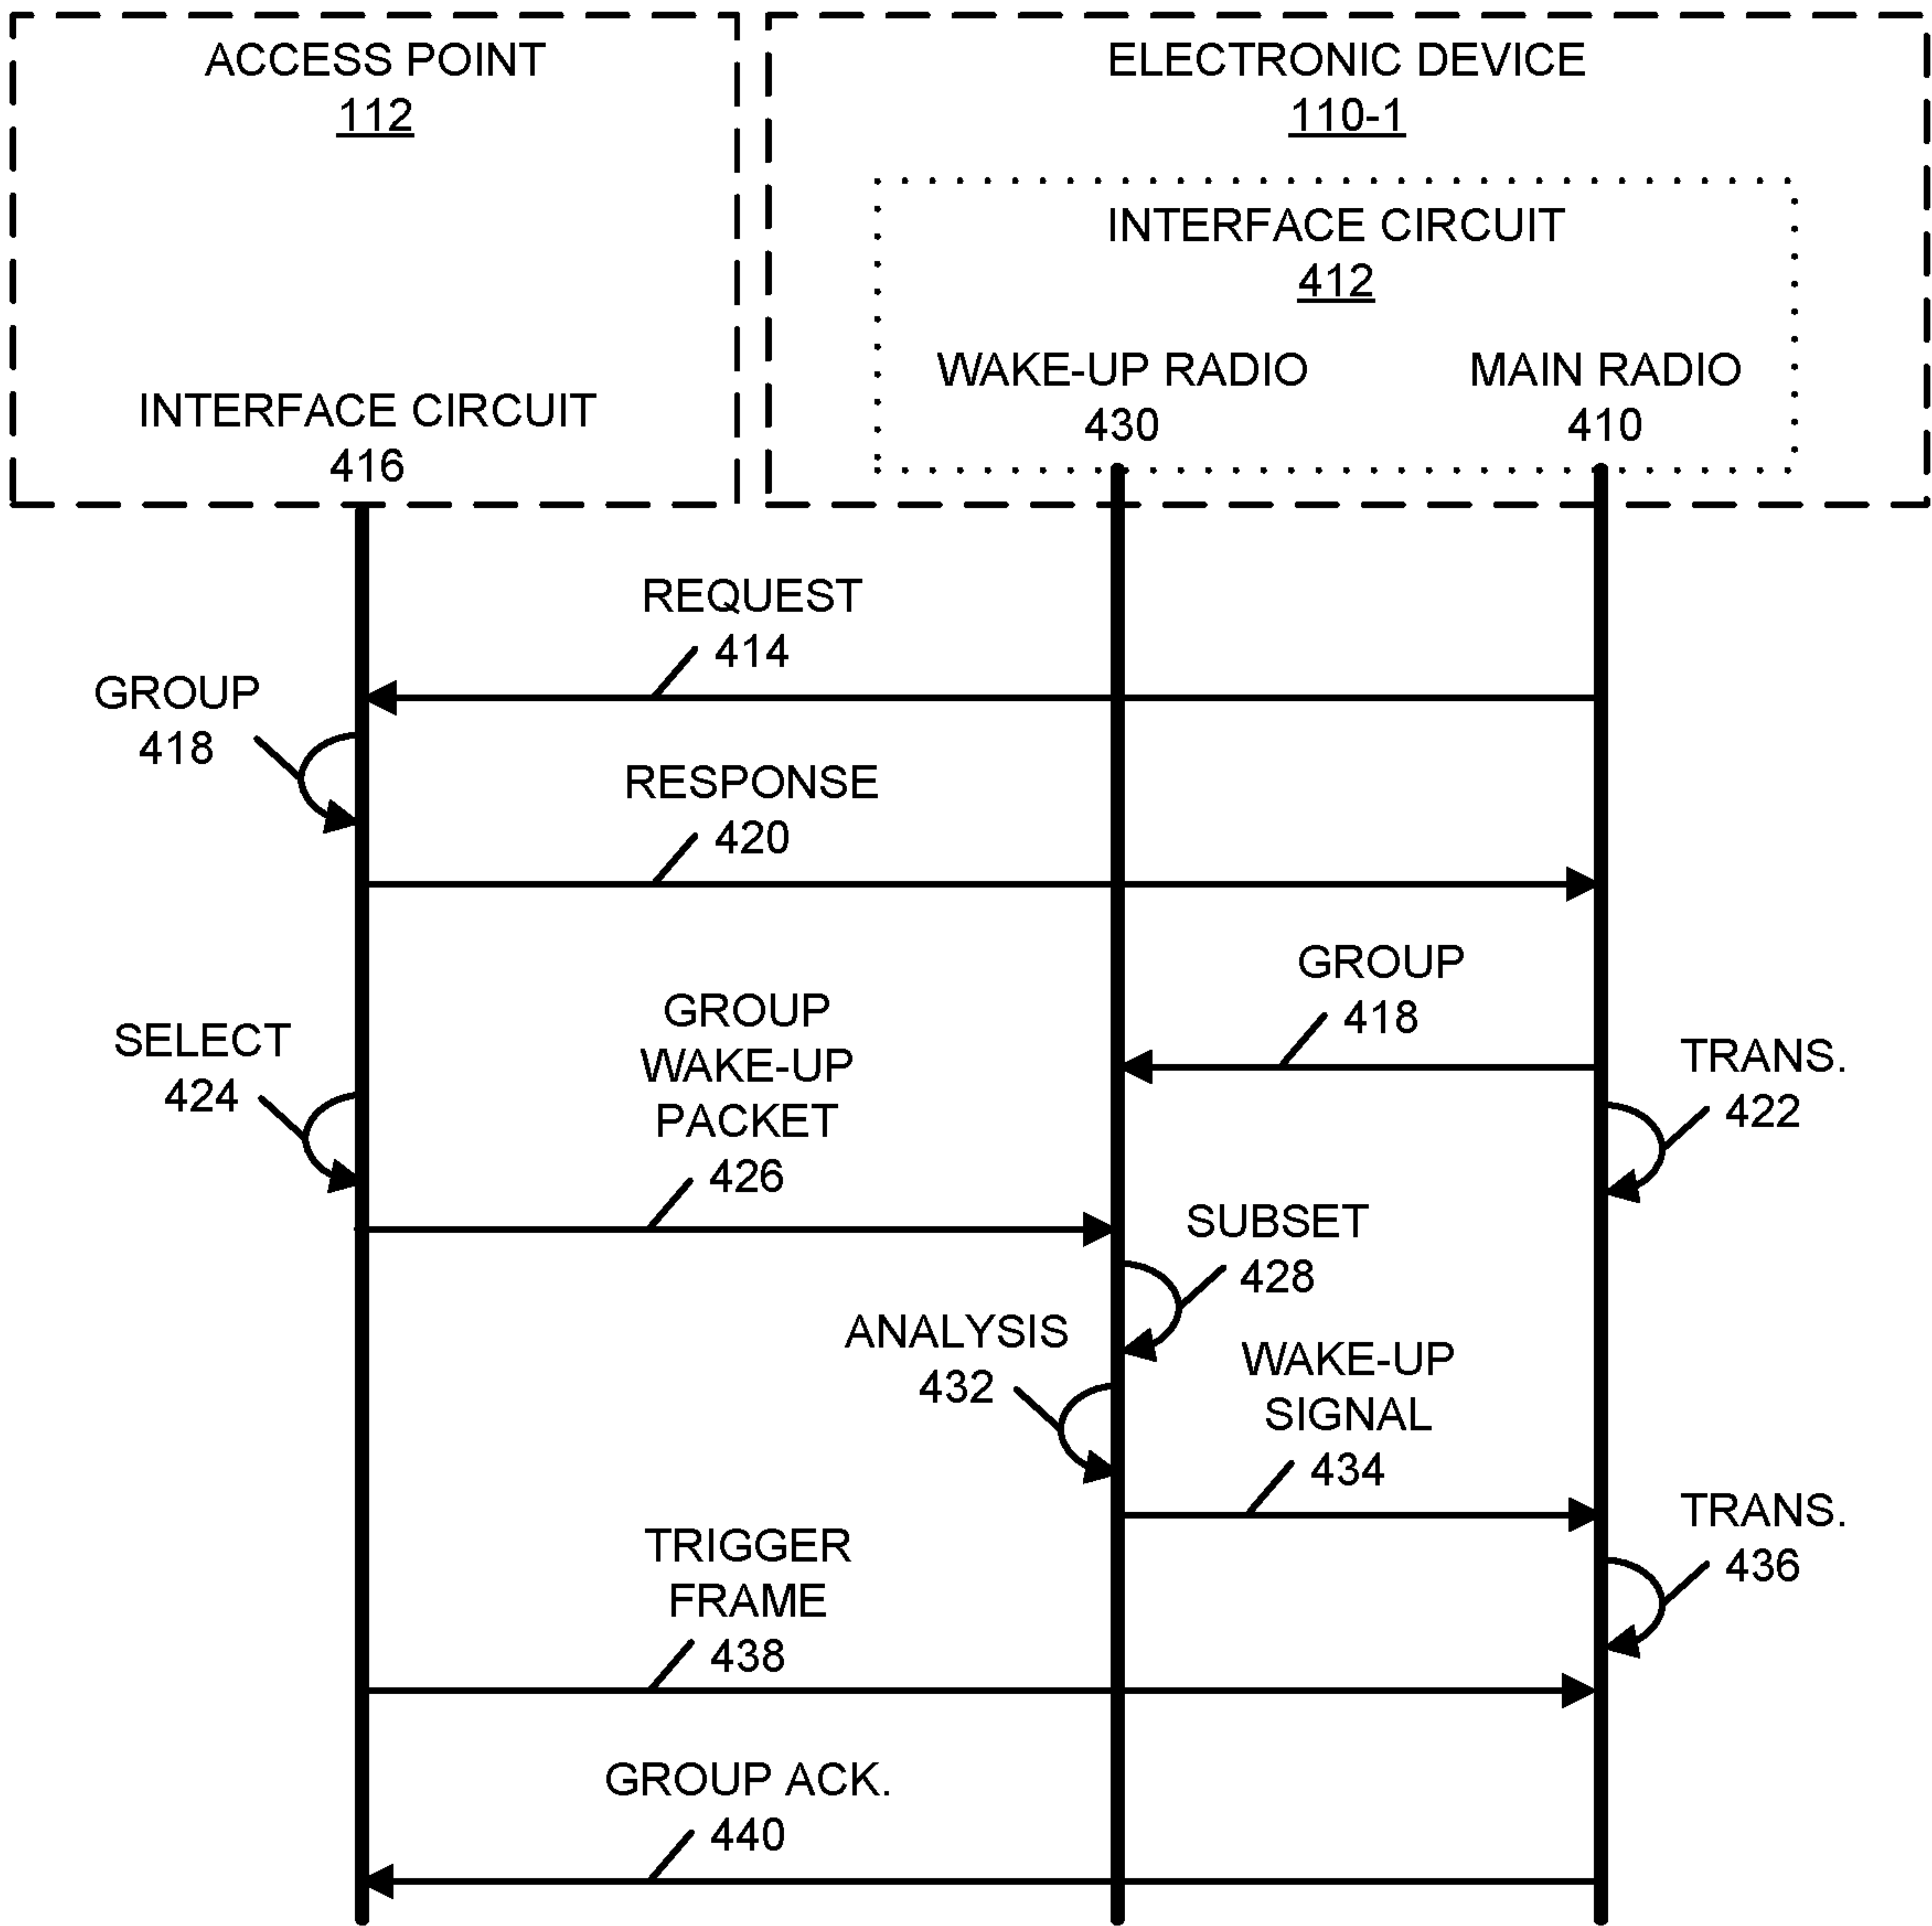 ACCESS POINT
112
ELECTRONIC DEVICE
110-1
INTERFACE CIRCUIT
412
WAKE-UP RADIO
430
MAIN RADIO
410
INTERFACE CIRCUIT
416
REQUEST
414
GROUP
418
RESPONSE
420
GROUP
418
GROUP
WAKE-UP
PACKET
426
SELECT
424
TRANS.
422
SUBSET
428
ANALYSIS
432
WAKE-UP
SIGNAL
434
TRANS.
436
TRIGGER
FRAME
438
GROUP ACK.
440